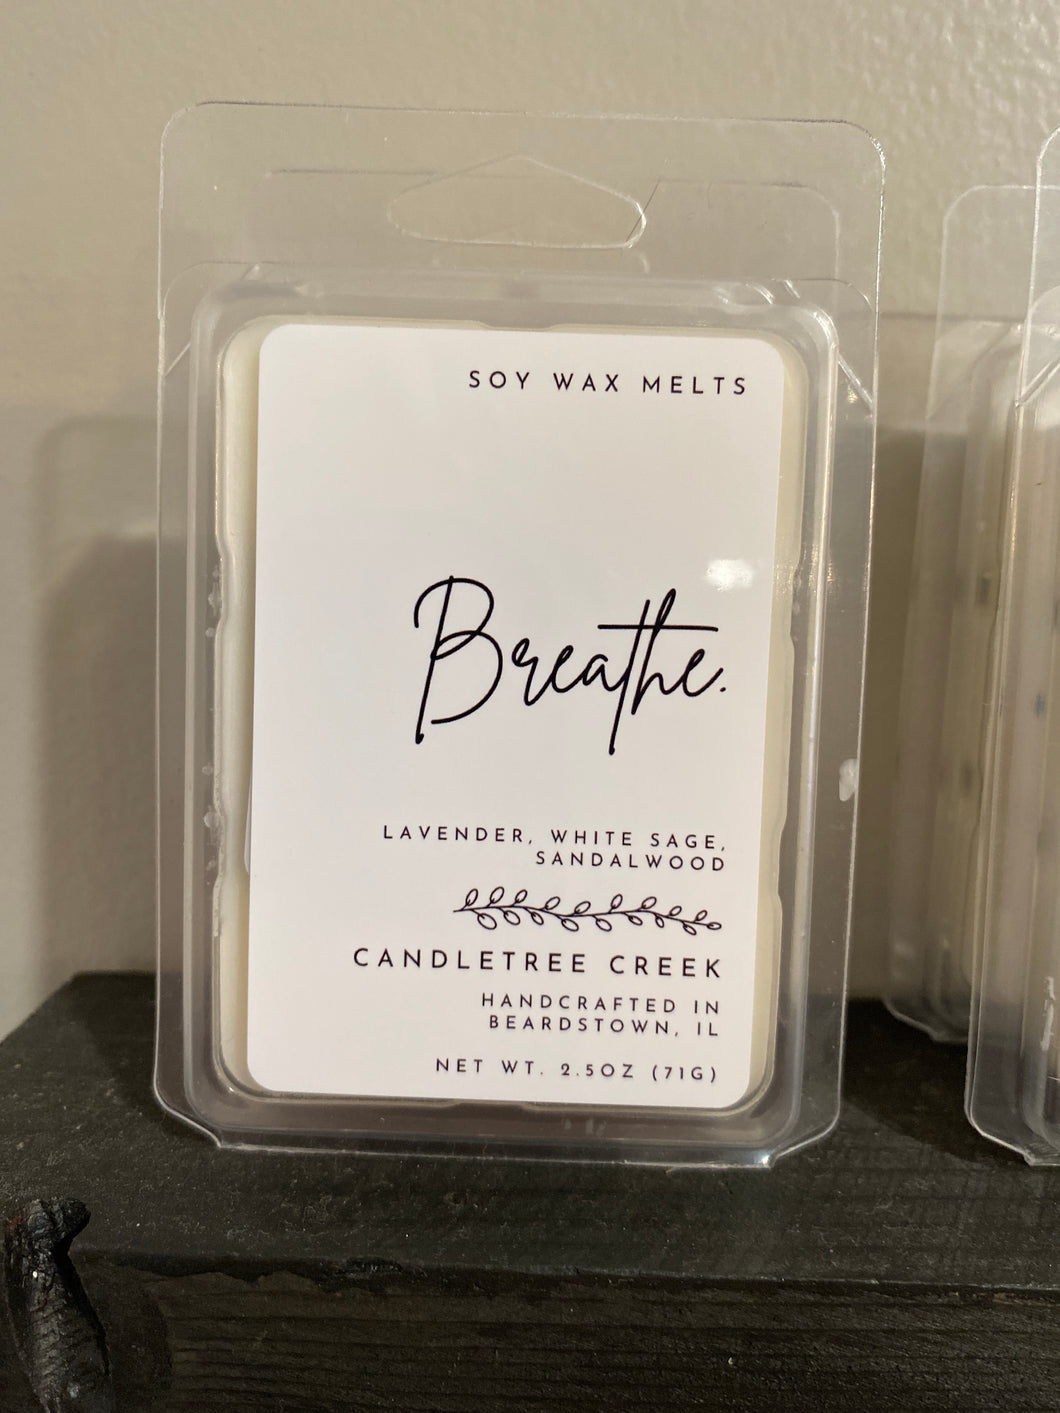 SOY WAX MELTS
Breathe.
LAVENDER, WHITE SAGE,
SANDALWOOD
CANDLETREE CREEK
HANDCRAFTED IN
BEARDSTOWN, IL
NET WT. 2.5OZ (71G)